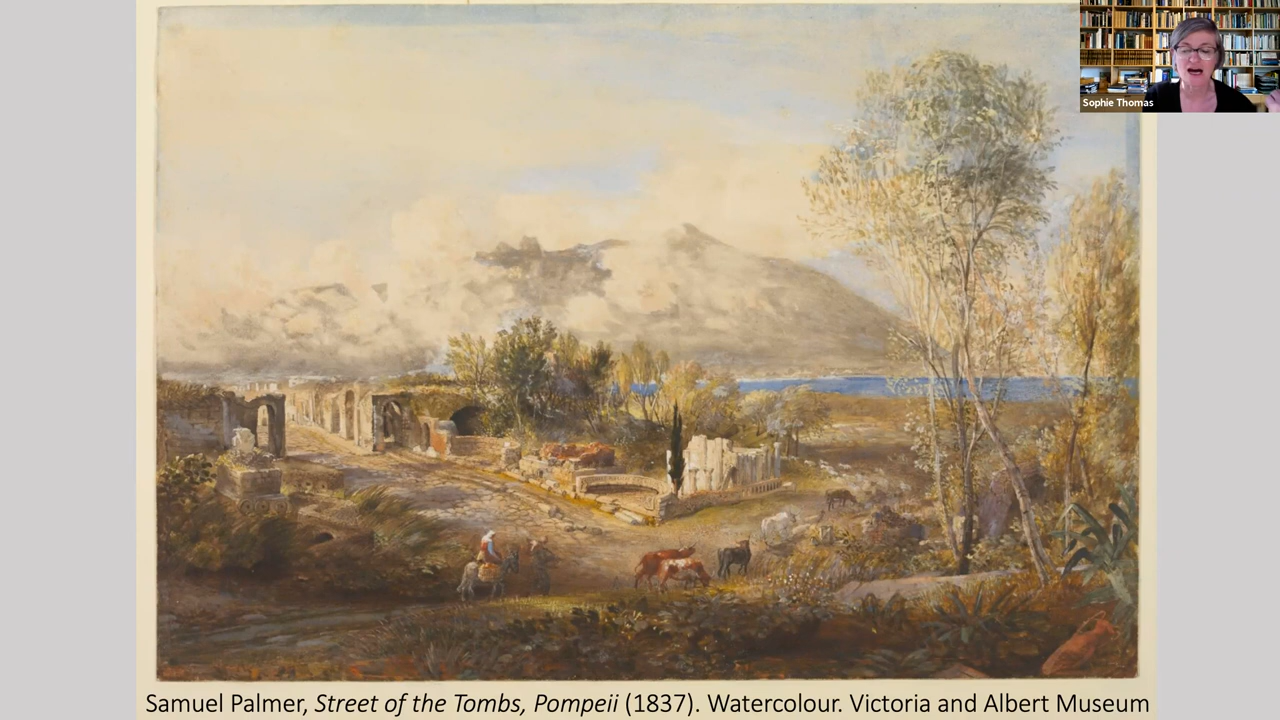 Sophie Thomas
Samuel Palmer, Street of the Tombs, Pompeii (1837). Watercolour. Victoria and Albert Museum